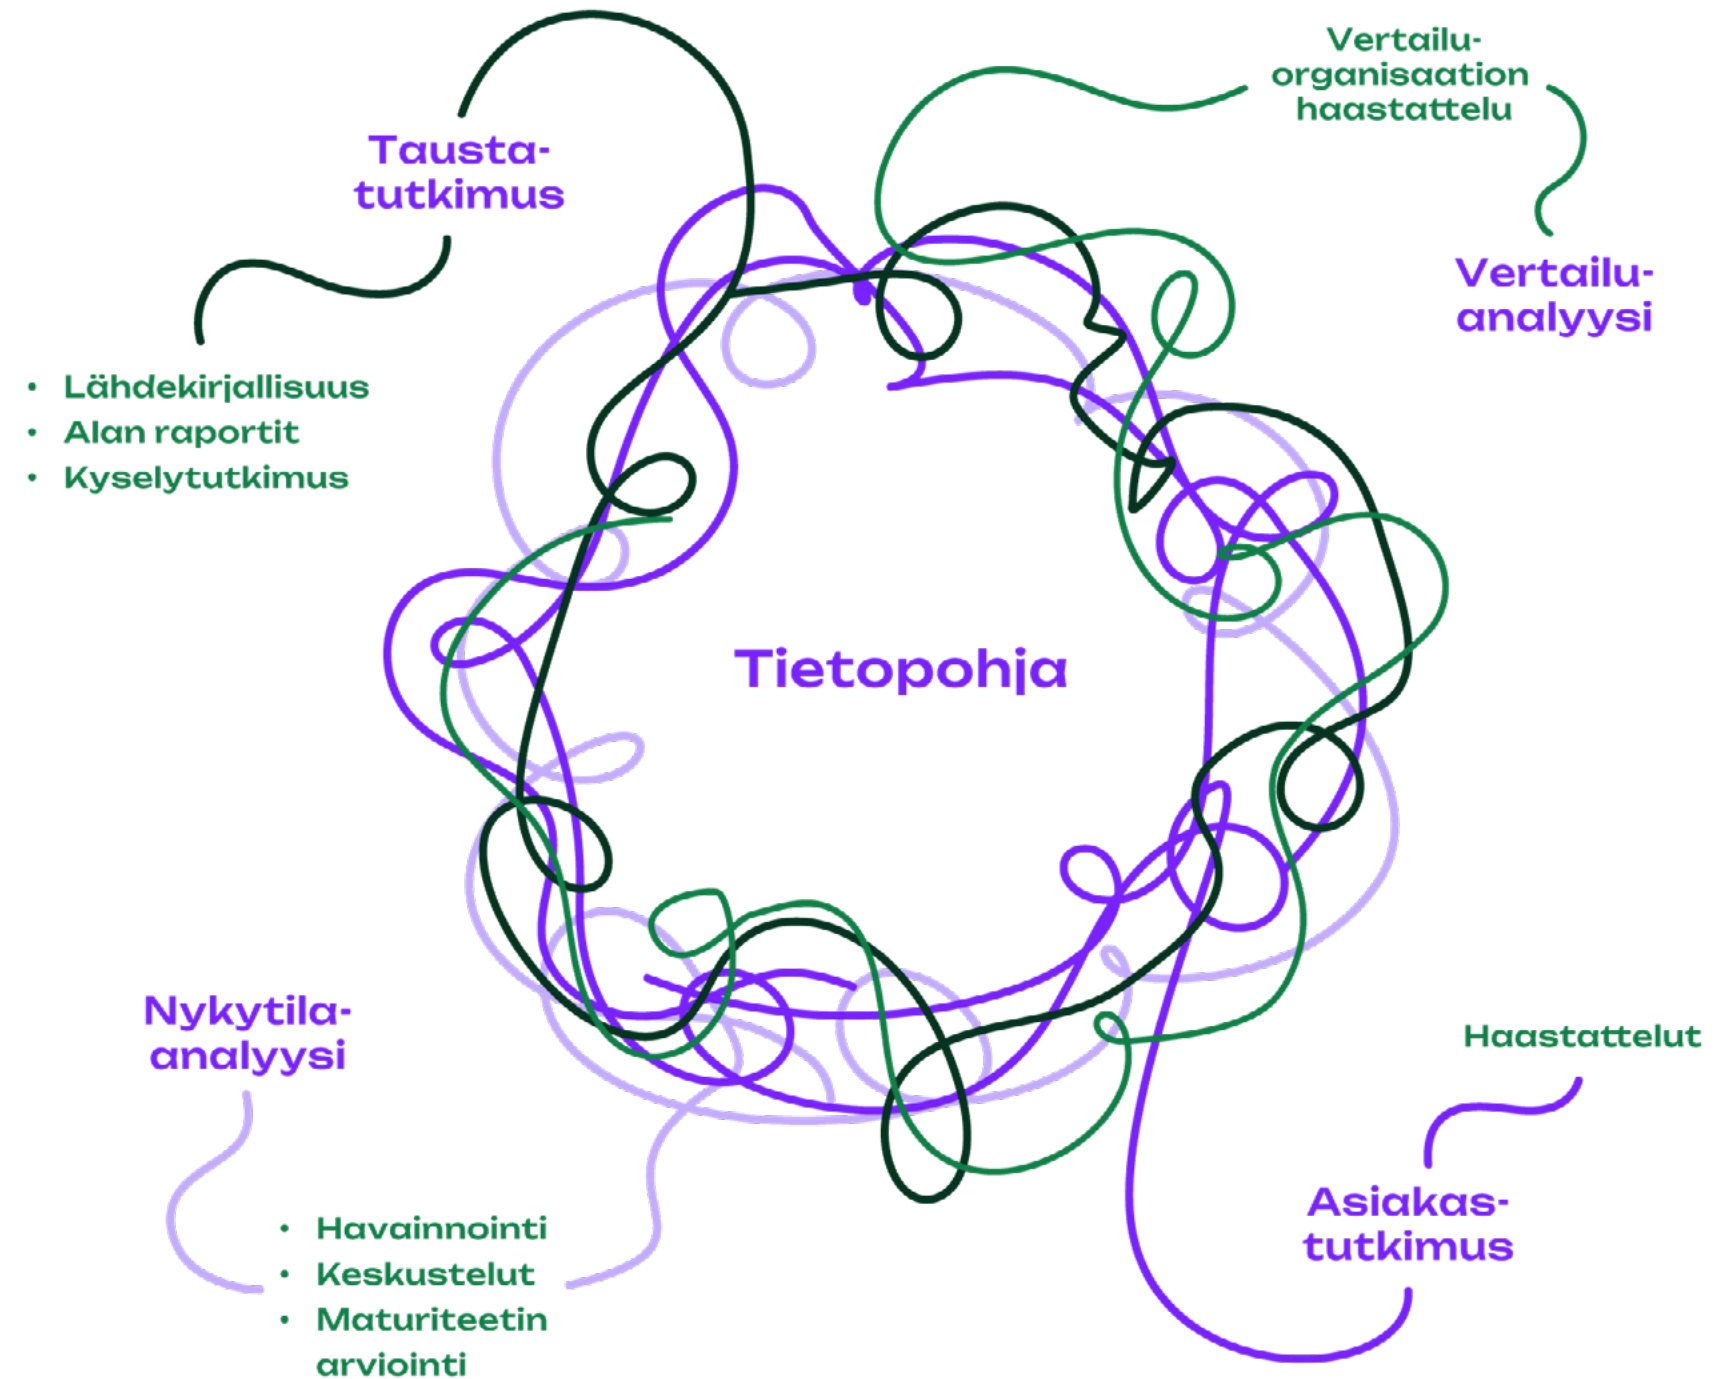 Vertailu-
organisaation
haastattelu
Tausta-
tutkimus
Vertailu-
analyysi
• Lähdekirjallisuus
• Alan raportit
• Kyselytutkimus
Tietopohja
Nykytila-
analyysi
Haastattelut
Asiakas-
tutkimus
• Havainnointi
• Keskustelut
• Maturiteetin
arviointi